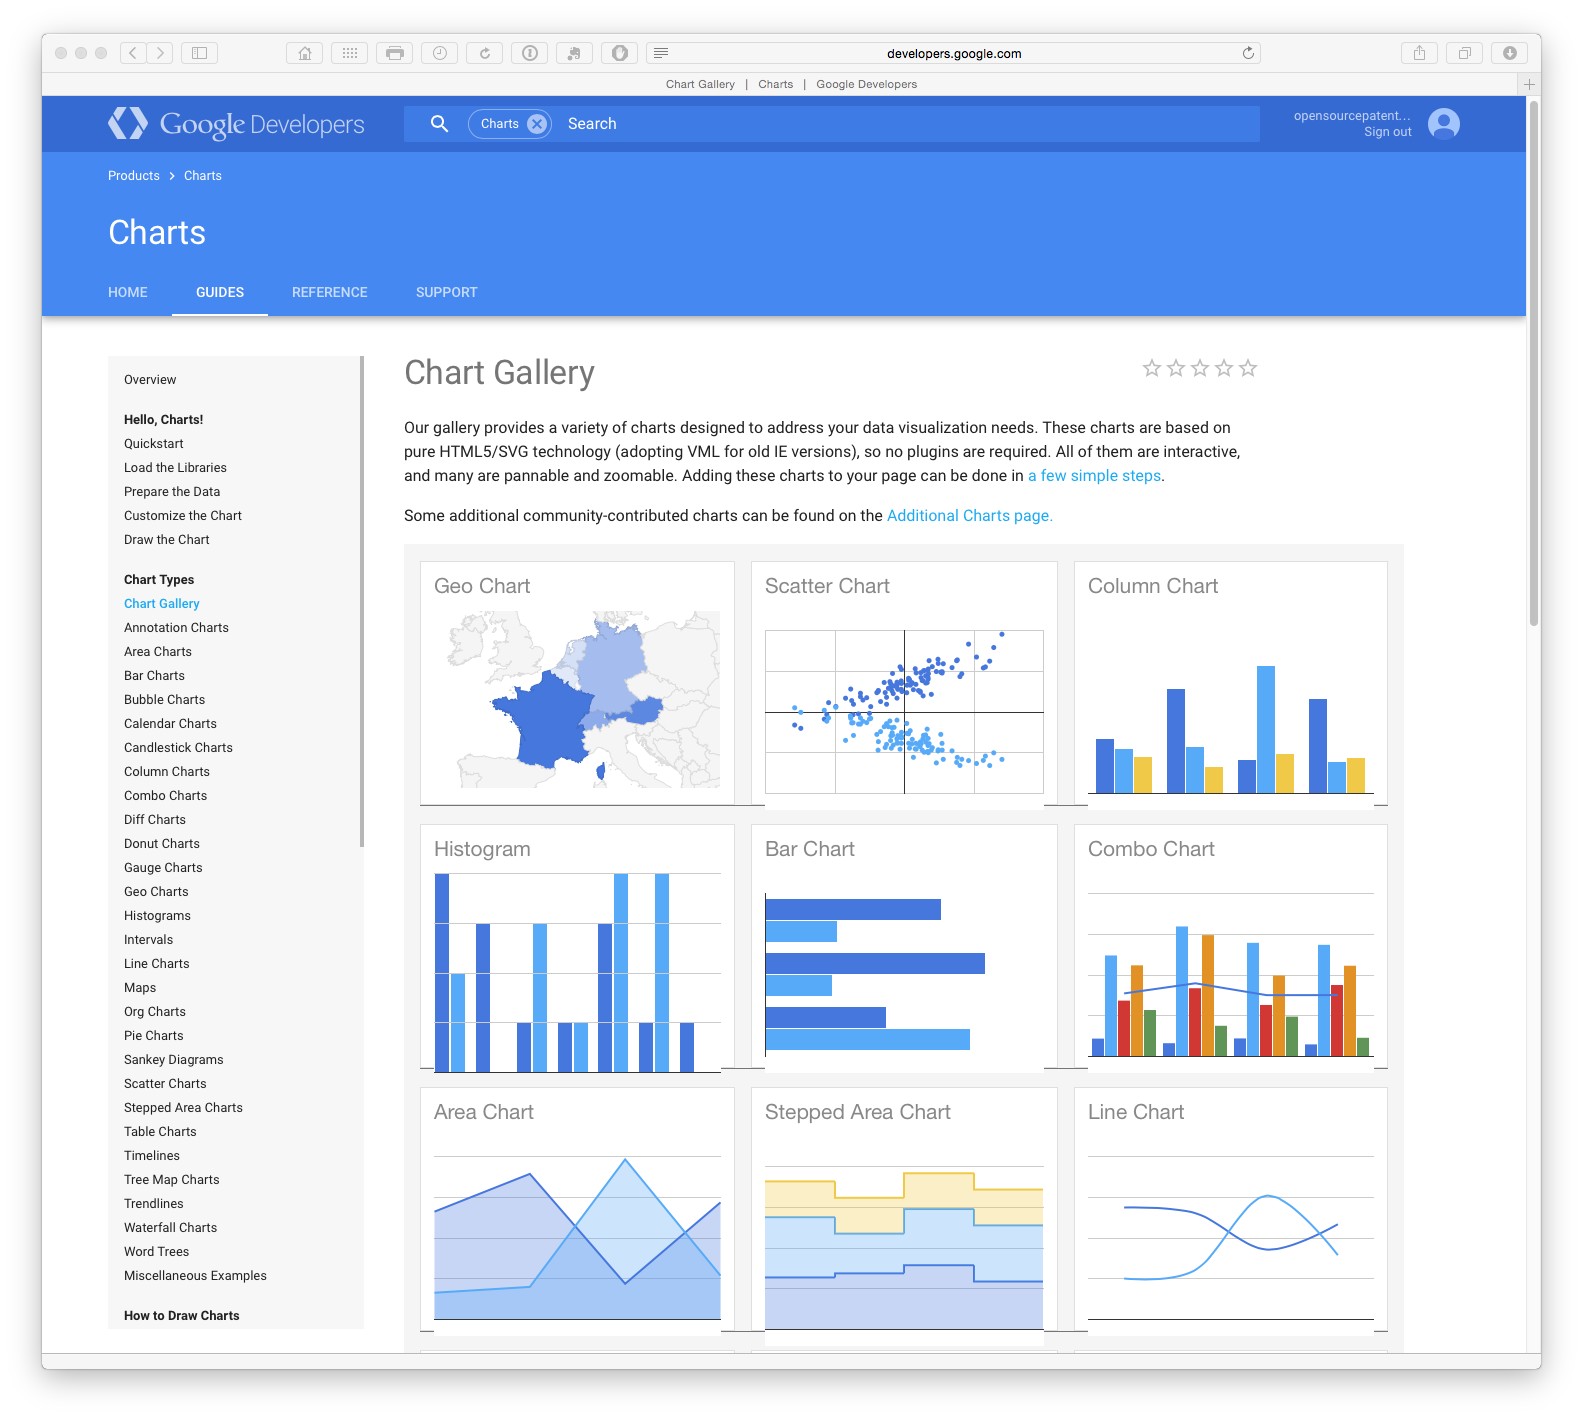 developers.google.com
Chart Gallery | Charts | Google Developers
Google Developers
Charts
Search
opensourcepatent...
Sign out
Products > Charts
Charts
HOME
GUIDES
REFERENCE
SUPPORT
Overview
Hello, Charts!
Quickstart
Load the Libraries
Prepare the Data
Customize the Chart
Draw the Chart
Chart Types
Chart Gallery
Annotation Charts
Area Charts
Bar Charts
Bubble Charts
Calendar Charts
Candlestick Charts
Column Charts
Combo Charts
Diff Charts
Donut Charts
Gauge Charts
Geo Charts
Histograms
Intervals
Line Charts
Maps
Org Charts
Pie Charts
Sankey Diagrams
Scatter Charts
Stepped Area Charts
Table Charts
Timelines
Tree Map Charts
Trendlines
Waterfall Charts
Word Trees
Miscellaneous Examples
How to Draw Charts
Chart Gallery
Our gallery provides a variety of charts designed to address your data visualization needs. These charts are based on
pure HTML5/SVG technology (adopting VML for old IE versions), so no plugins are required. All of them are interactive,
and many are pannable and zoomable. Adding these charts to your page can be done in a few simple steps.
Some additional community-contributed charts can be found on the Additional Charts page.
Geo Chart
Scatter Chart
Column Chart
Histogram
Bar Chart
Combo Chart
Area Chart
Stepped Area Chart
Line Chart